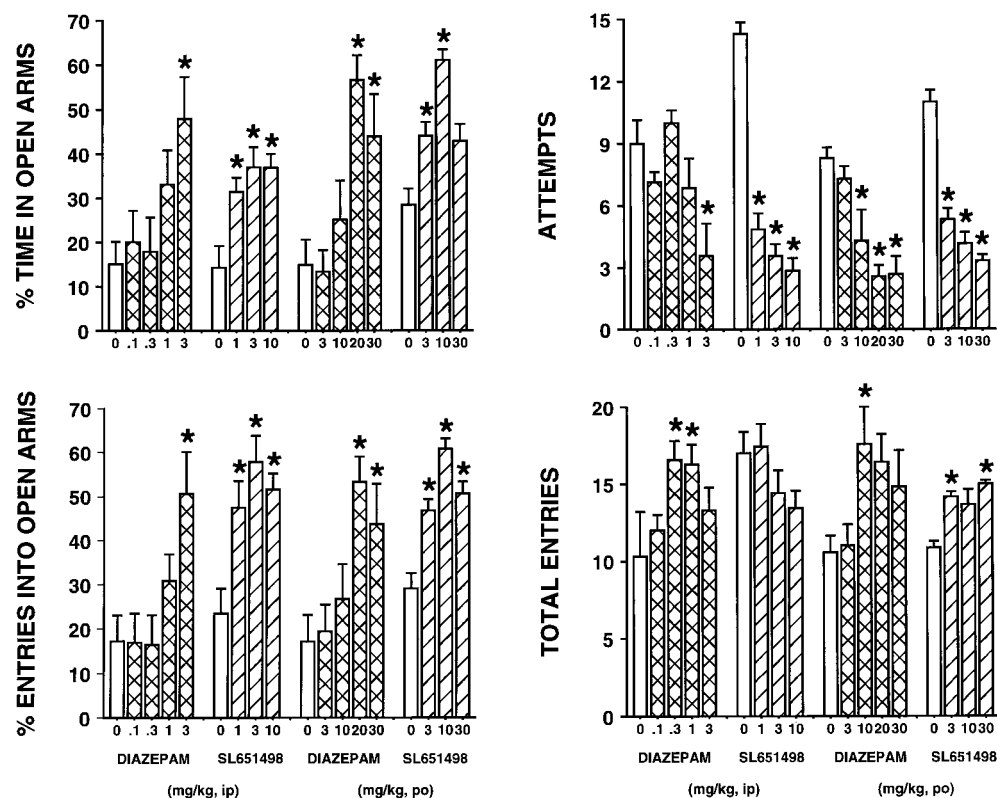 % TIME IN OPEN ARMS
70
60
50
40
30
20
10
0
* * * * * * * *
0 .1 .3 1 3 0 1 3 10 0 3 10 20 30 0 3 10 30
ATTEMPTS
15
12
9
6
3
0
* * * * * * * * * *
0 .1 .3 1 3 0 1 3 10 0 3 10 20 30 0 3 10 30
% ENTRIES INTO OPEN ARMS
70
60
50
40
30
20
10
0
* * * * * * * * *
0 .1 .3 1 3 0 1 3 10 0 3 10 20 30 0 3 10 30
DIAZEPAM SL651498 DIAZEPAM SL651498
(mg/kg, ip) (mg/kg, po)
TOTAL ENTRIES
20
15
10
5
0
* * * * *
0 .1 .3 1 3 0 1 3 10 0 3 10 20 30 0 3 10 30
DIAZEPAM SL651498 DIAZEPAM SL651498
(mg/kg, ip) (mg/kg, po)